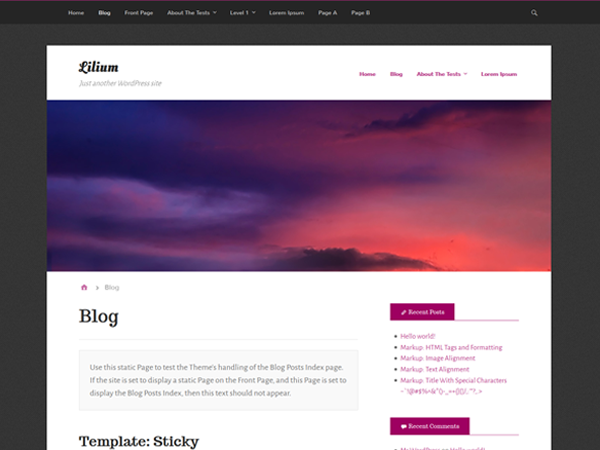 Home Blog Front Page About The Tests Level 1 Lorem Ipsum Page A Page B
Lilium
Just another WordPress site
Home Blog About The Tests Lorem Ipsum
Blog
Blog
Use this static Page to test the Theme's handling of the Blog Posts Index page.
If the site is set to display a static Page on the Front Page, and this Page is set to
display the Blog Posts Index, then this text should not appear.
Template: Sticky
Recent Posts
Hello world!
Markup: HTML Tags and Formatting
Markup: Image Alignment
Markup: Text Alignment
Markup: Title With Special Characters
Recent Comments